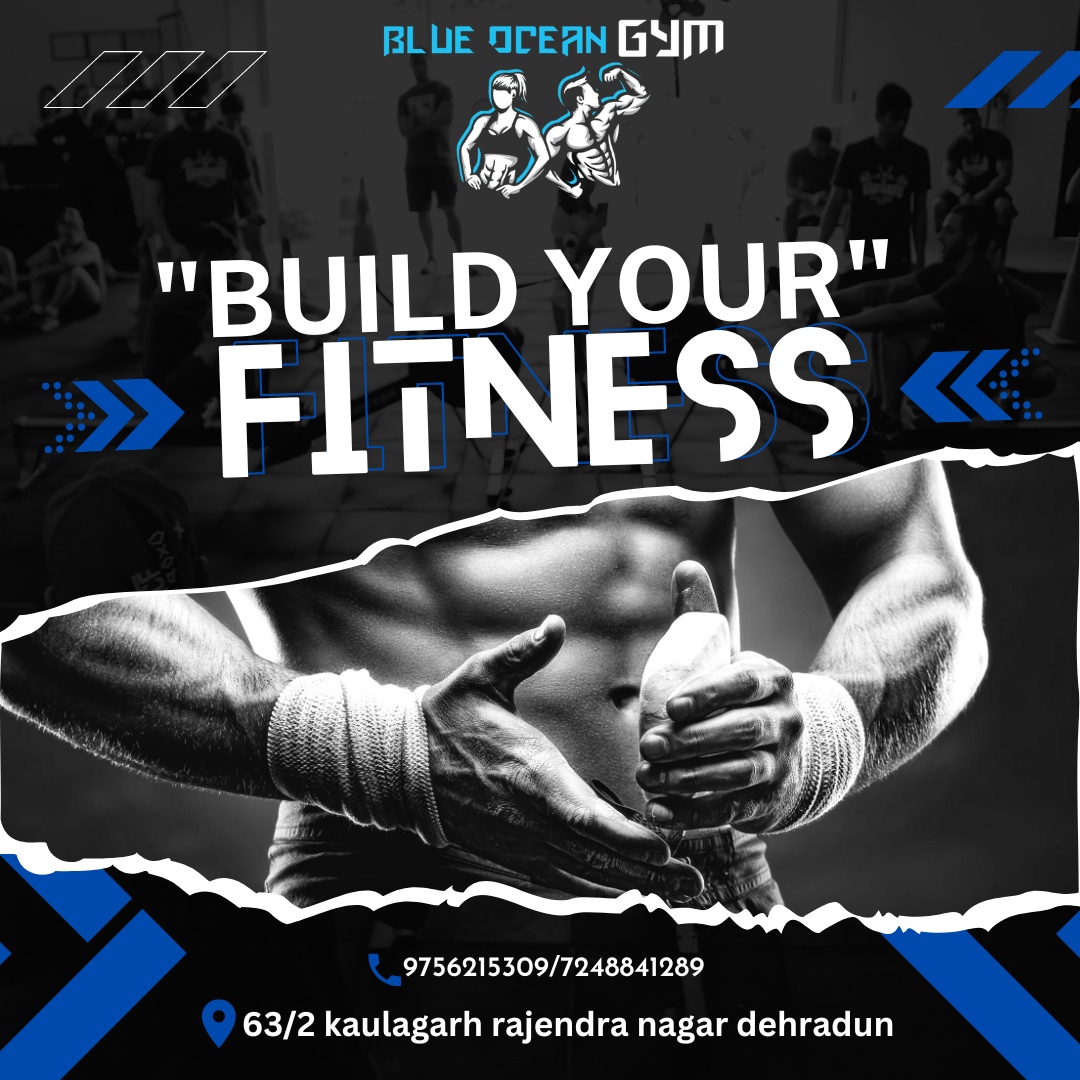 BLUE OCEAN GYM
"BUILD YOUR"
FITNESS
9756215309/7248841289
63/2 kaulagarh rajendra nagar dehradun